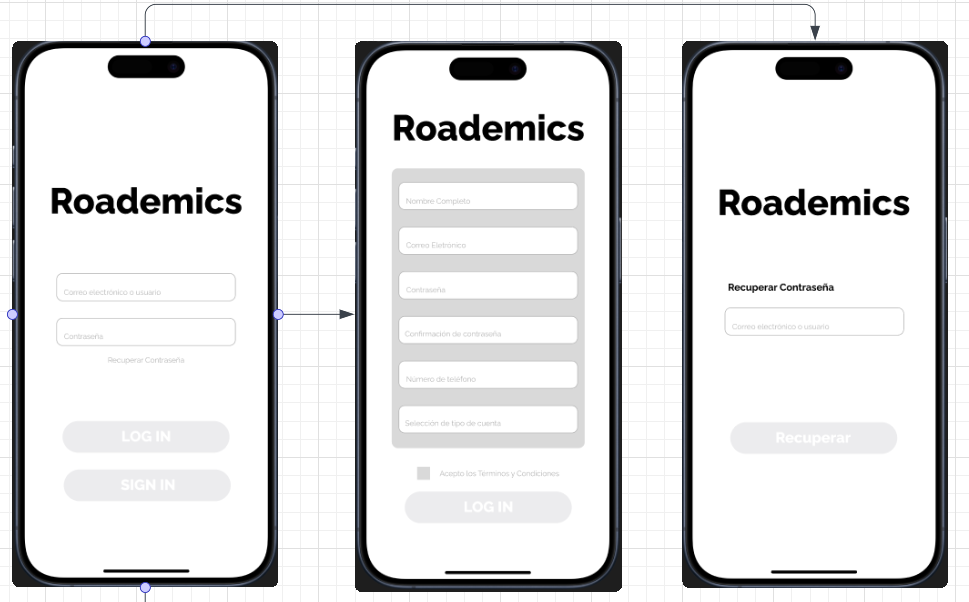 Roademics
Correo electrónico o usuario
Contraseña
Recuperar Contraseña
LOG IN
SIGN IN
Roademics
Nombre Completo
Correo Eletrónico
Contraseña
Confirmación de contraseña
Número de teléfono
Selección de tipo de cuenta
Acepto los Términos y Condiciones
LOG IN
Roademics
Recuperar Contraseña
Correo electrónico o usuario
Recuperar